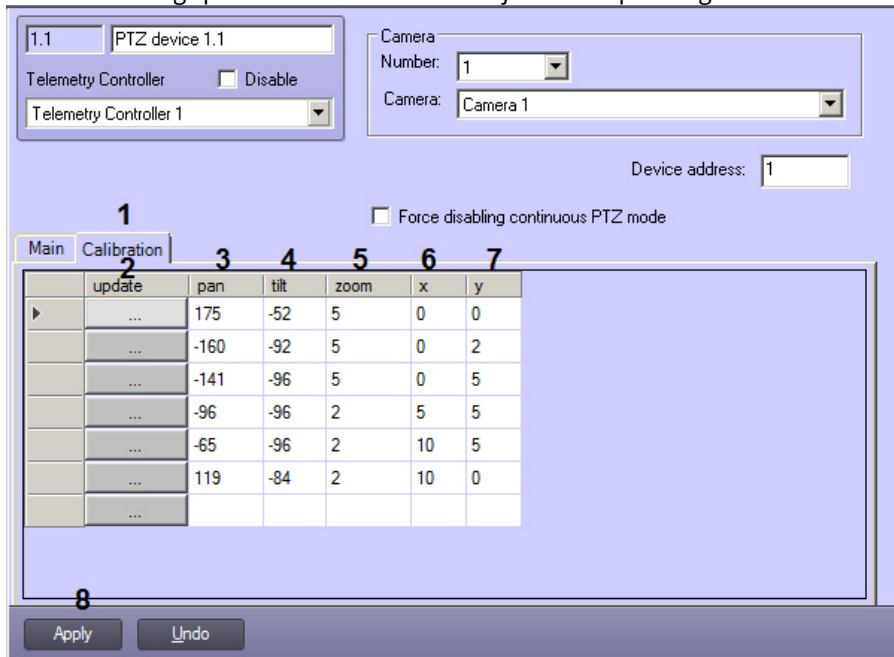 1.1 PTZ device 1.1
Telemetry Controller Disable
Telemetry Controller 1
Camera
Number: 1
Camera: Camera 1
Device address: 1
Force disabling continuous PTZ mode
1
Main Calibration
2 3 4 5 6 7
update pan tilt zoom x y
... 175 -52 5 0 0
... -160 -92 5 0 2
... -141 -96 5 0 5
... -96 -96 2 5 5
... -65 -96 2 10 5
... 119 -84 2 10 0
...
8
Apply Undo